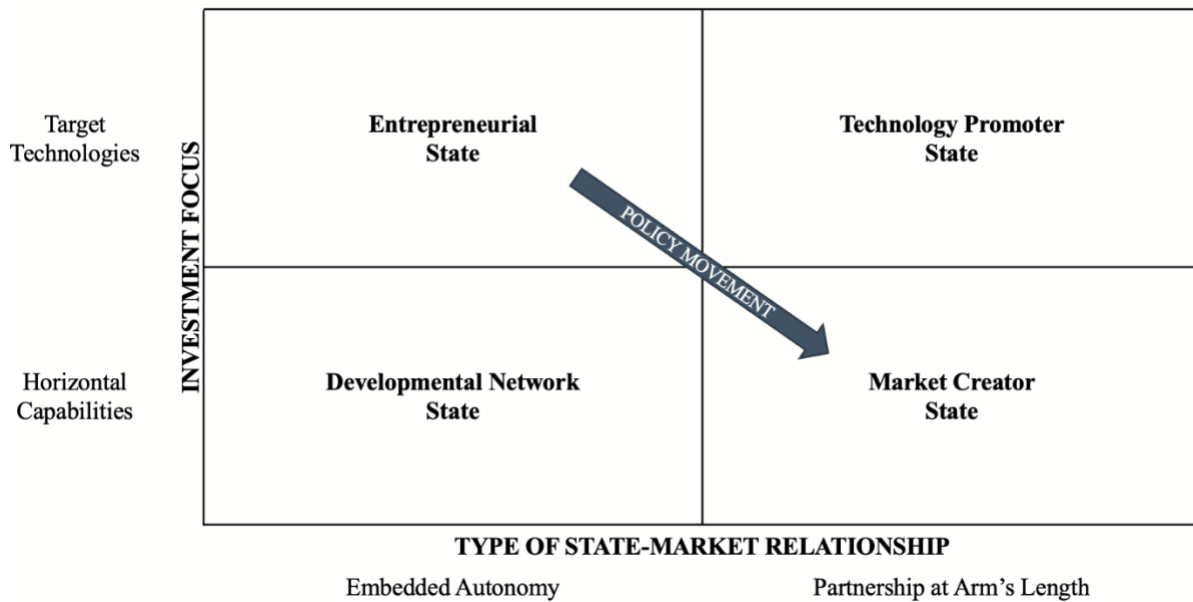 Target
Technologies
Entrepreneurial
State
Technology Promoter
State
INVESTMENT FOCUS
POLICY MOVEMENT
Horizontal
Capabilities
Developmental Network
State
Market Creator
State
TYPE OF STATE-MARKET RELATIONSHIP
Embedded Autonomy
Partnership at Arm’s Length